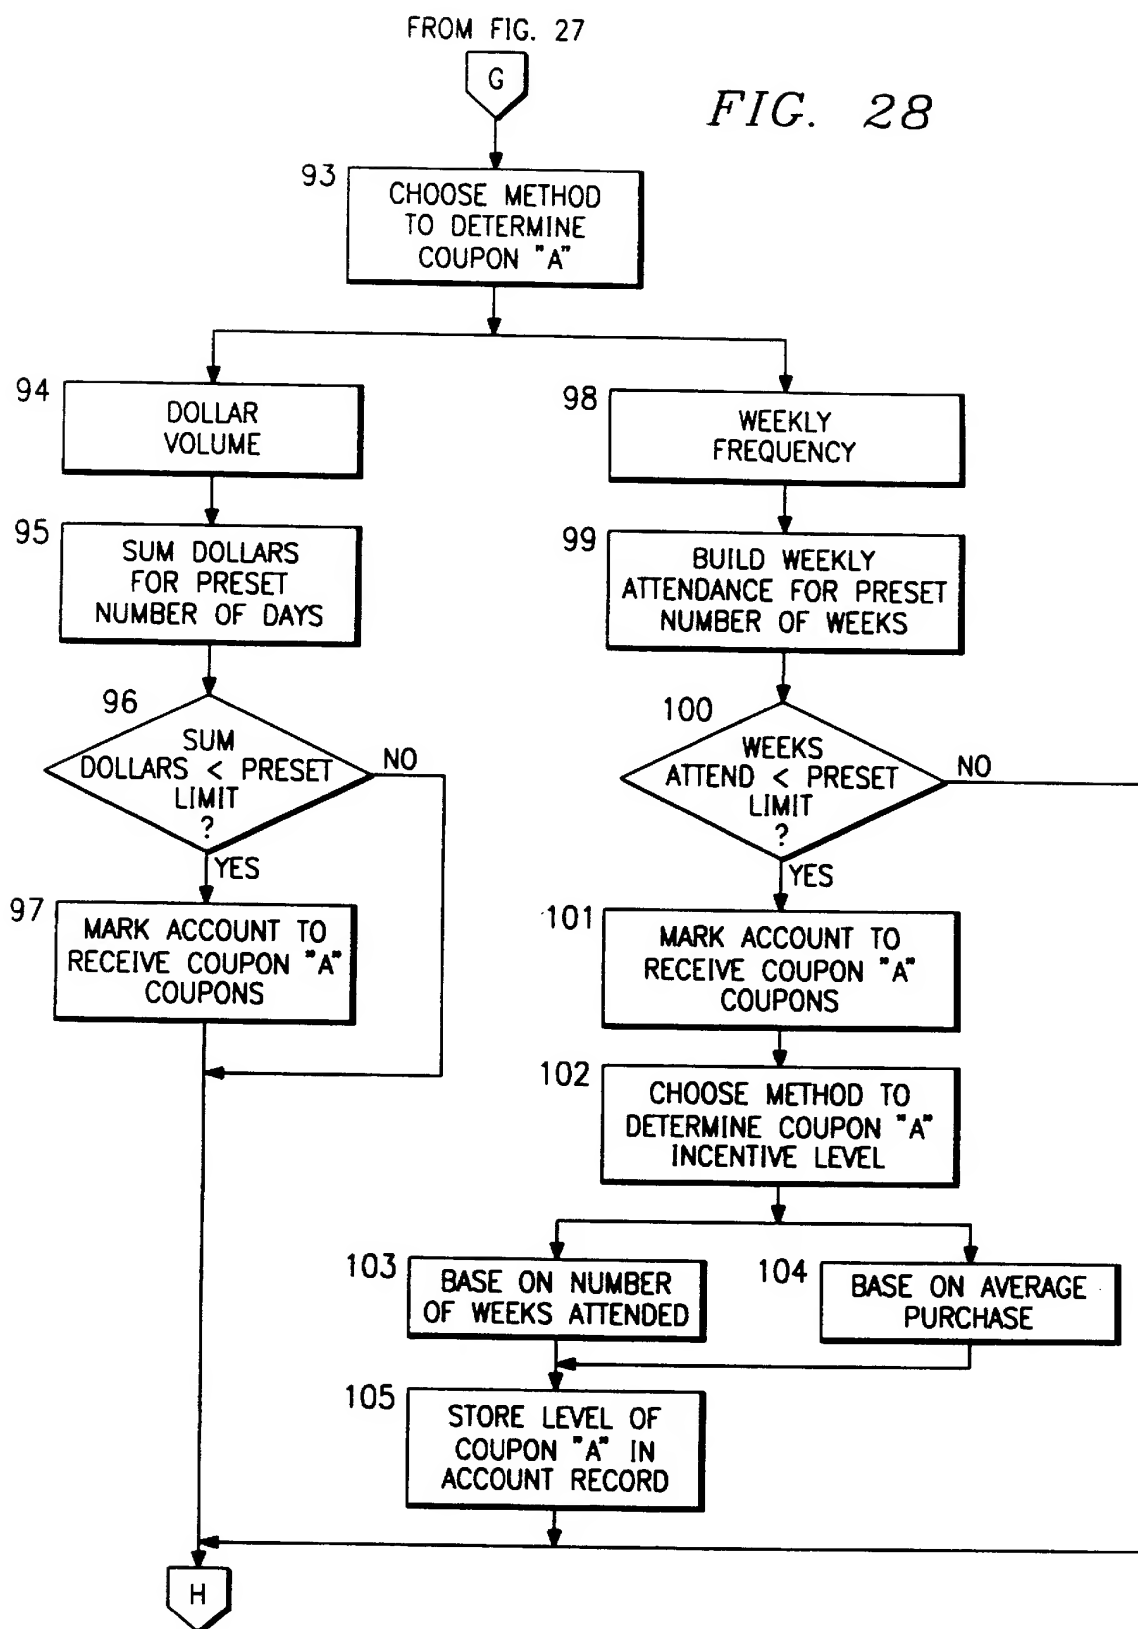 FROM FIG. 27
G
FIG. 28
93
CHOOSE METHOD
TO DETERMINE
COUPON "A"
94
DOLLAR
VOLUME
98
WEEKLY
FREQUENCY
95
SUM DOLLARS
FOR PRESET
NUMBER OF DAYS
99
BUILD WEEKLY
ATTENDANCE FOR PRESET
NUMBER OF WEEKS
96
SUM
DOLLARS < PRESET
LIMIT
?
NO
YES
100
WEEKS
ATTEND < PRESET
LIMIT
?
NO
YES
97
MARK ACCOUNT TO
RECEIVE COUPON "A"
COUPONS
101
MARK ACCOUNT TO
RECEIVE COUPON "A"
COUPONS
102
CHOOSE METHOD TO
DETERMINE COUPON "A"
INCENTIVE LEVEL
103
BASE ON NUMBER
OF WEEKS ATTENDED
104
BASE ON AVERAGE
PURCHASE
105
STORE LEVEL OF
COUPON "A" IN
ACCOUNT RECORD
H